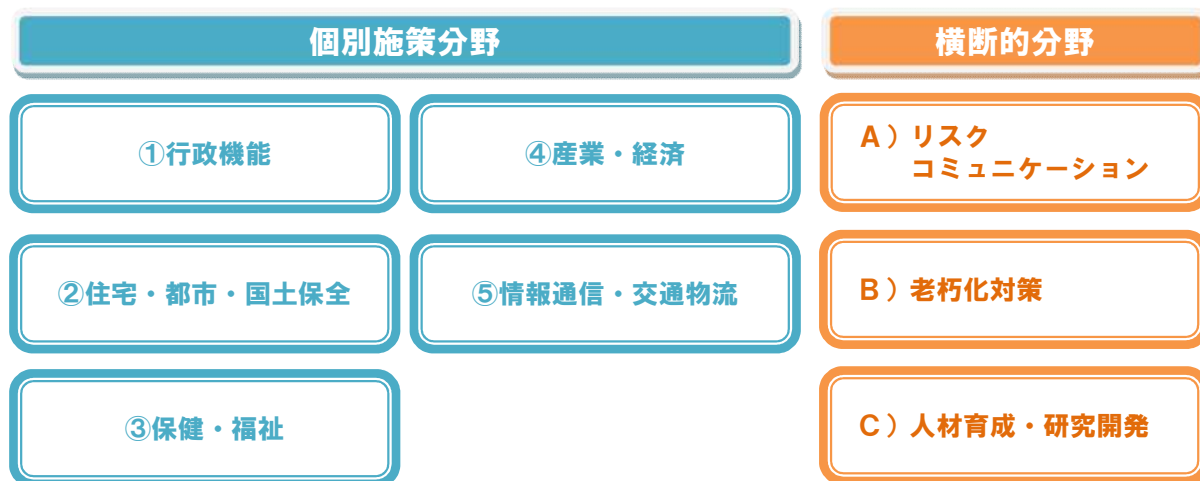 個別施策分野
①行政機能
②住宅・都市・国土保全
③保健・福祉
④産業・経済
⑤情報通信・交通物流
横断的分野
A）リスク
コミュニケーション
B）老朽化対策
C）人材育成・研究開発